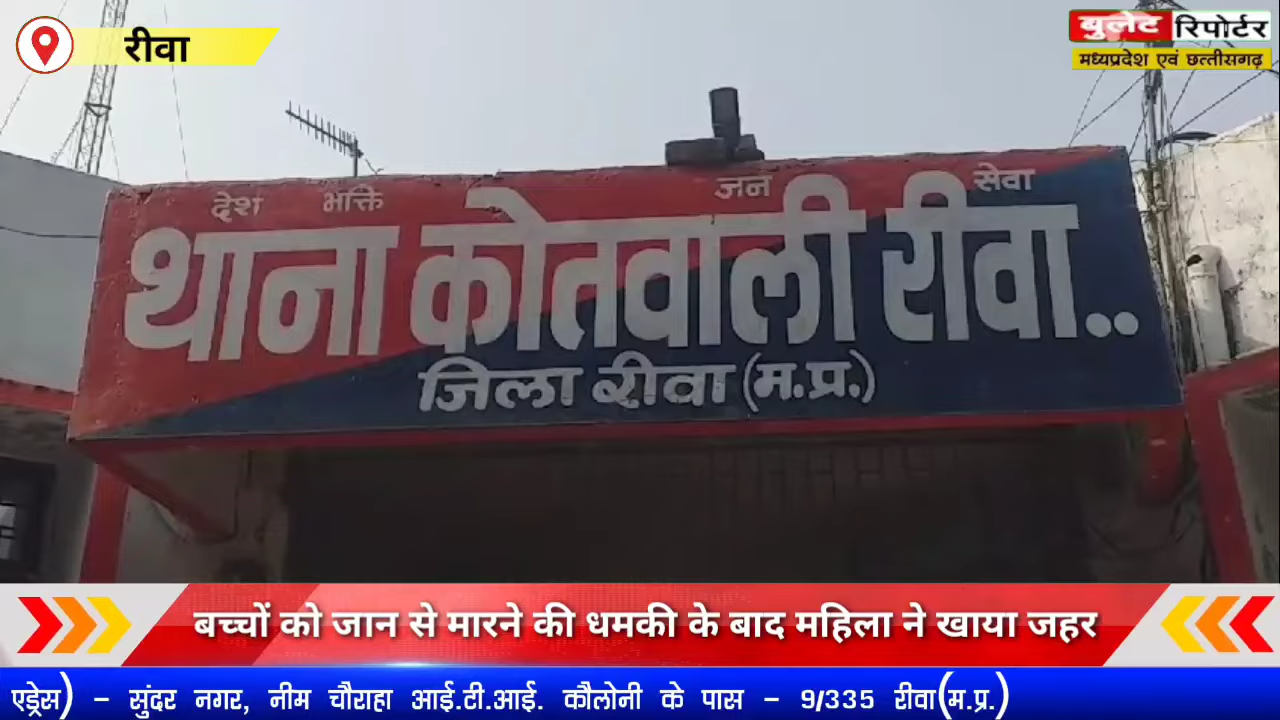 रीवा
बुलेट रिपोर्टर
मध्यप्रदेश एवं छत्तीसगढ़
देश भक्ति जन सेवा
थाना कोतवाली रीवा..
जिला रीवा (म.प्र.)
बच्चों को जान से मारने की धमकी के बाद महिला ने खाया जहर
एड्रेस) - सुंदर नगर, नीम चौराहा आई.टी.आई. कौलोनी के पास - 9/335 रीवा(म.प्र.)